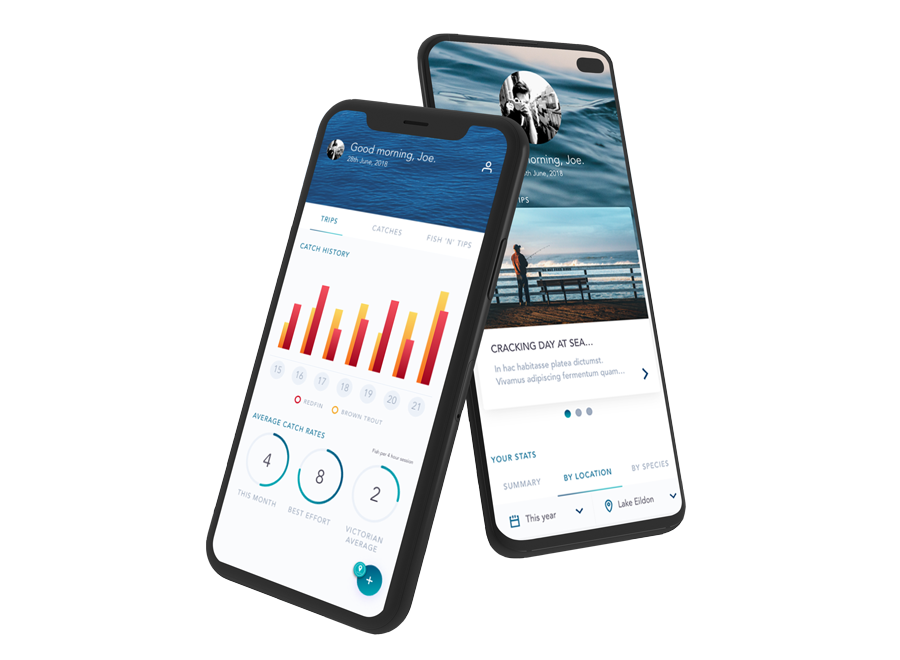 Good morning, Joe.
28th June, 2018
TRIPS
CATCHES
FISH 'N' TIPS
CATCH HISTORY
15
16
17
18
19
20
21
REDFIN
BROWN TROUT
AVERAGE CATCH RATES
Fish per 4 hour session
4
8
2
THIS MONTH
BEST EFFORT
VICTORIAN
AVERAGE
+
orning, Joe.
th June, 2018
IPS
CRACKING DAY AT SEA...
In hac habitasse platea dictumst.
Vivamus adipiscing fermentum quam...
YOUR STATS
SUMMARY
BY LOCATION
BY SPECIES
This year
Lake Eildon